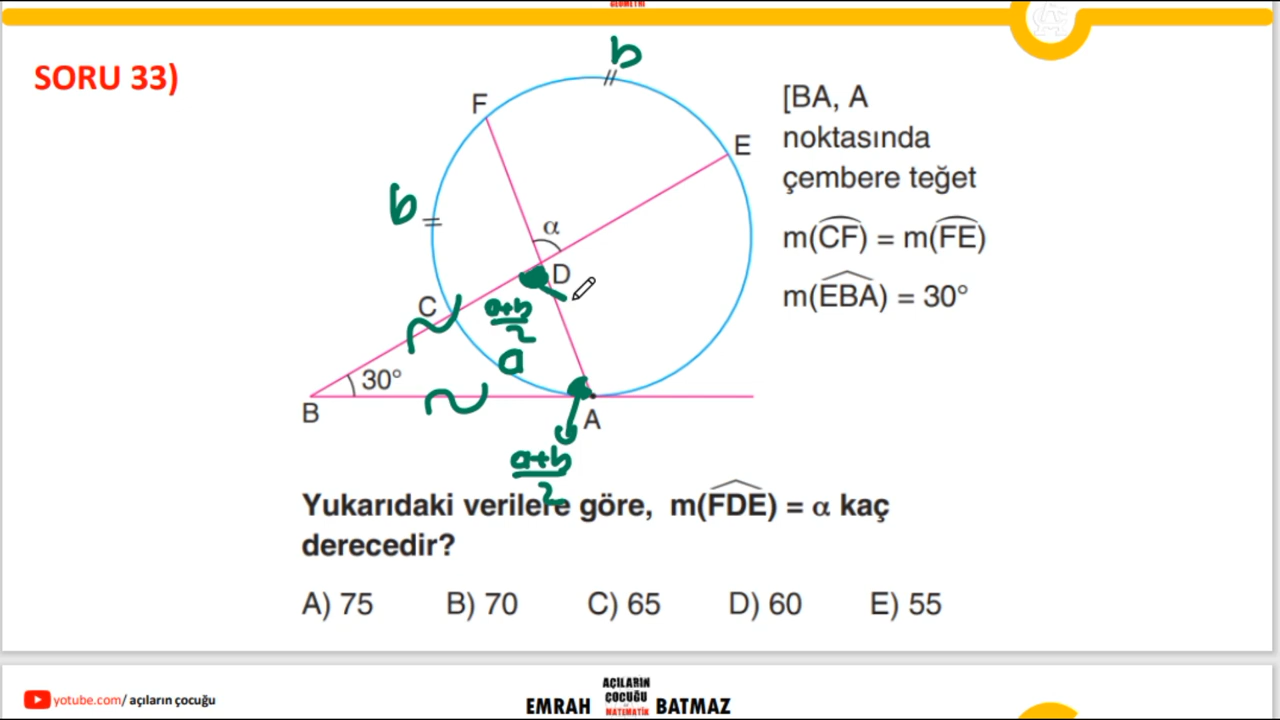 GEOMETRİ
SORU 33)
b
F
E
b
α
D
C
a+b
2
a
30°
B
A
a+b
2
[BA, A
noktasında
çembere teğet
m(CF) = m(FE)
m(EBA) = 30°
Yukarıdaki verilere göre, m(FDE) = α kaç
derecedir?
A) 75 B) 70 C) 65 D) 60 E) 55
yotube.com/ açıların çocuğu
EMRAH
AÇILARIN
ÇOCUĞU
MATEMATİK
BATMAZ